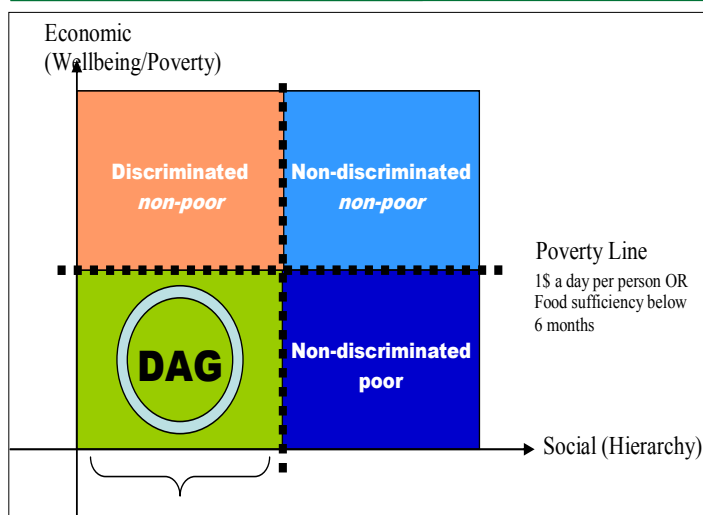 Economic
(Wellbeing/Poverty)
Discriminated
non-poor
Non-discriminated
non-poor
Poverty Line
1$ a day per person OR
Food sufficiency below
6 months
DAG
Non-discriminated
poor
Social (Hierarchy)